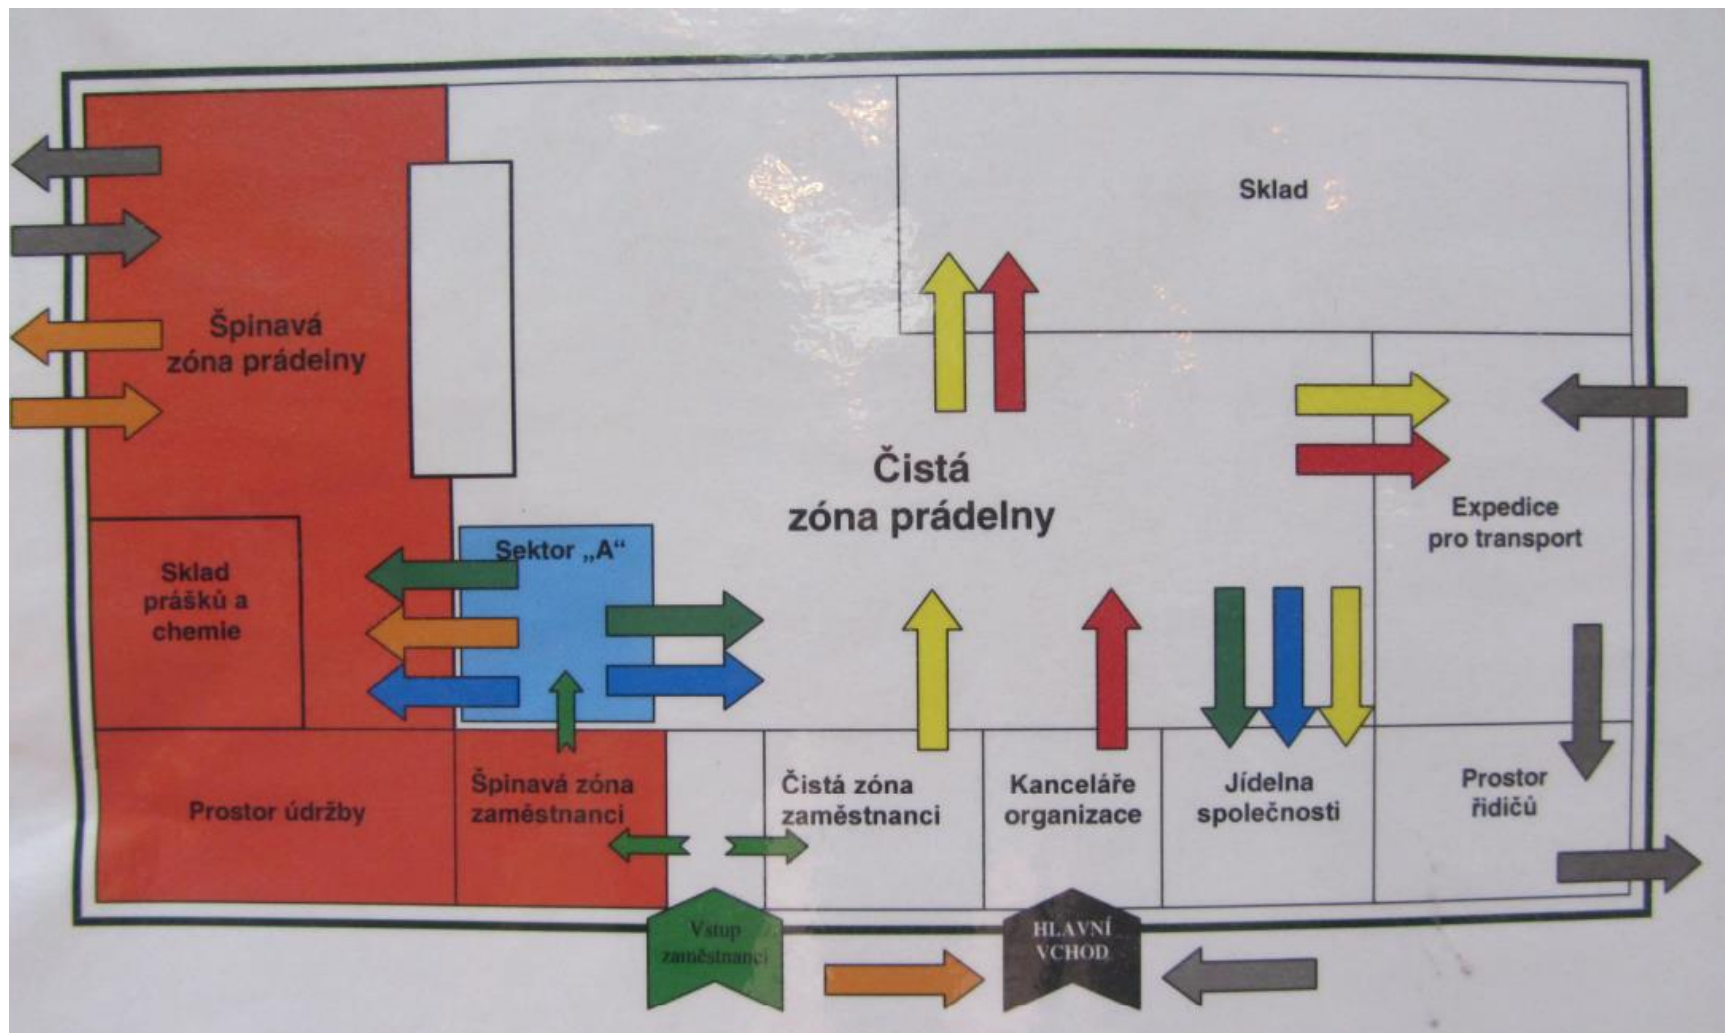 Sklad
Špinavá
zóna prádelny
Čistá
zóna prádelny
Expedice
pro transport
Sektor „A“
Sklad
prášků a
chemie
Prostor údržby
Špinavá zóna
zaměstnanci
Čistá zóna
zaměstnanci
Kanceláře
organizace
Jídelna
společnosti
Prostor
řidičů
Vstup
zaměstnanci
HLAVNÍ
VCHOD